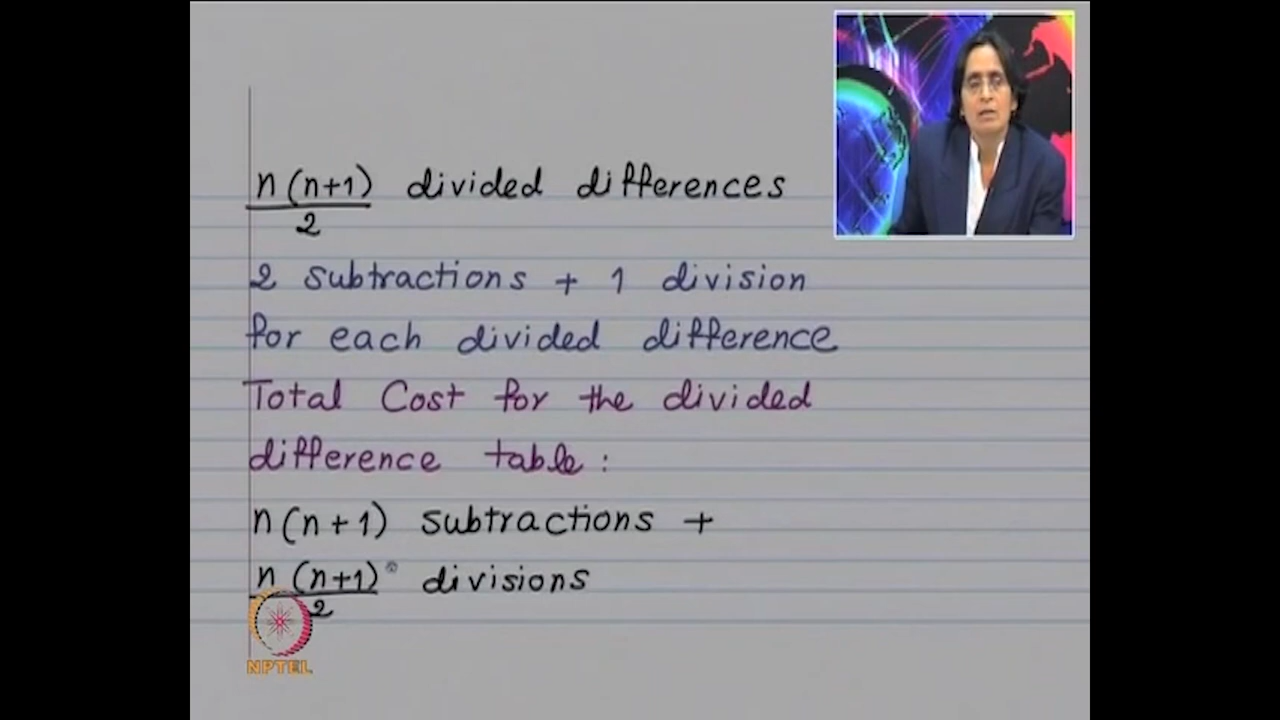 n(n+1)/2 divided differences
2 subtractions + 1 division
for each divided difference
Total Cost for the divided
difference table:
n(n+1) subtractions +
n(n+1)/2 divisions
NPTEL